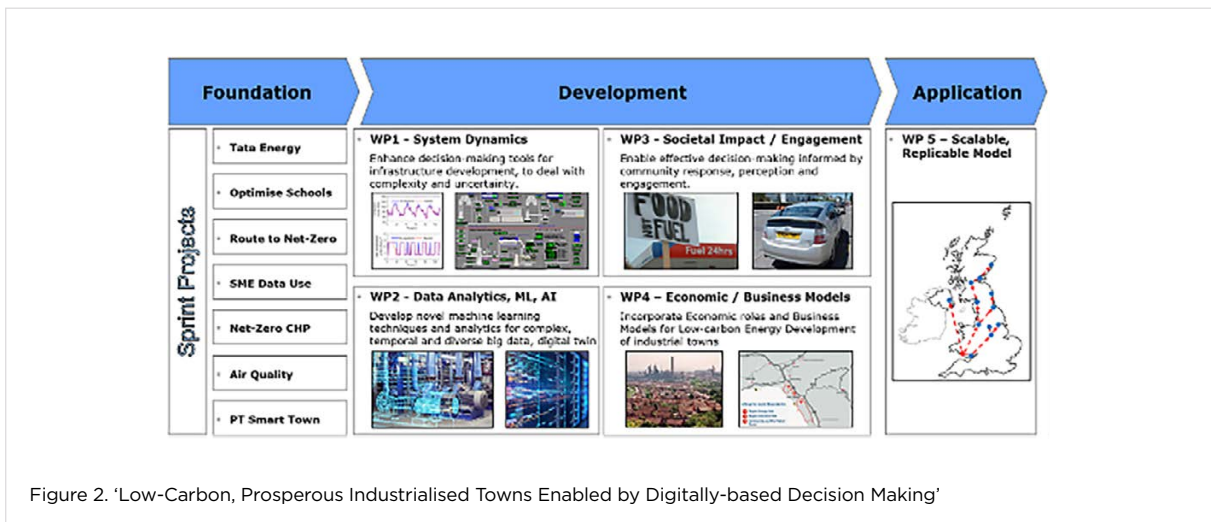 Foundation
Development
Application
Sprint Projects
Tata Energy
Optimise Schools
Route to Net-Zero
SME Data Use
Net-Zero CHP
Air Quality
PT Smart Town
WP1 - System Dynamics
Enhance decision-making tools for
infrastructure development, to deal with
complexity and uncertainty.
WP2 - Data Analytics, ML, AI
Develop novel machine learning
techniques and analytics for complex,
temporal and diverse big data, digital twin
WP3 - Societal Impact / Engagement
Enable effective decision-making informed by
community response, perception and
engagement.
FOOD
NOT
FUEL
Fuel 24hrs
WP4 – Economic / Business Models
Incorporate Economic roles and Business
Models for Low-carbon Energy Development
of industrial towns
WP 5 – Scalable,
Replicable Model
Figure 2. ‘Low-Carbon, Prosperous Industrialised Towns Enabled by Digitally-based Decision Making’